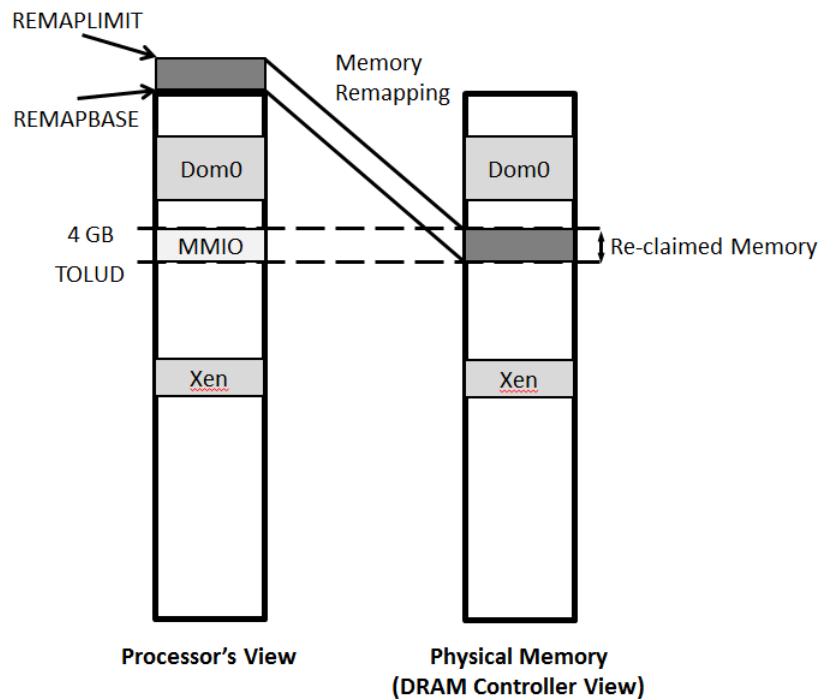 REMAPLIMIT
REMAPBASE
Memory
Remapping
Dom0
Dom0
4 GB
MMIO
TOLUD
Re-claimed Memory
Xen
Xen
Processor's View
Physical Memory
(DRAM Controller View)